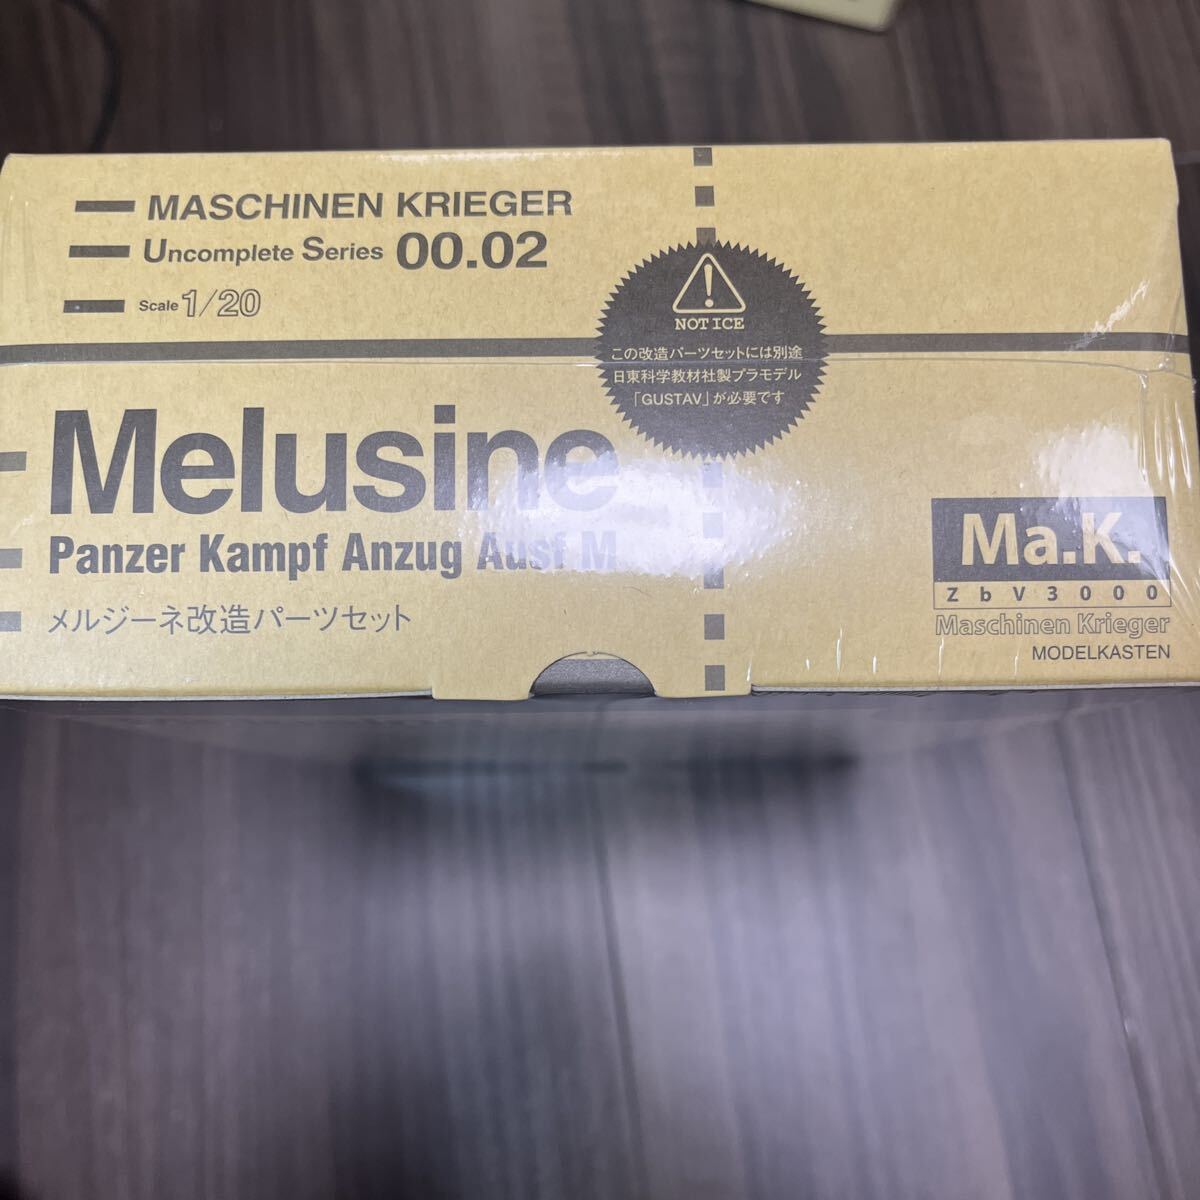 MASCHINEN KRIEGER
Uncomplete Series 00.02
Scale 1/20
NOTICE
この改造パーツセットには別途
日東科学教材社製プラモデル
「GUSTAV」が必要です
Melusine
Panzer Kampf Anzug Ausf M
メルジーネ改造パーツセット
Ma.K.
ZbV3000
Maschinen Krieger
MODELKASTEN